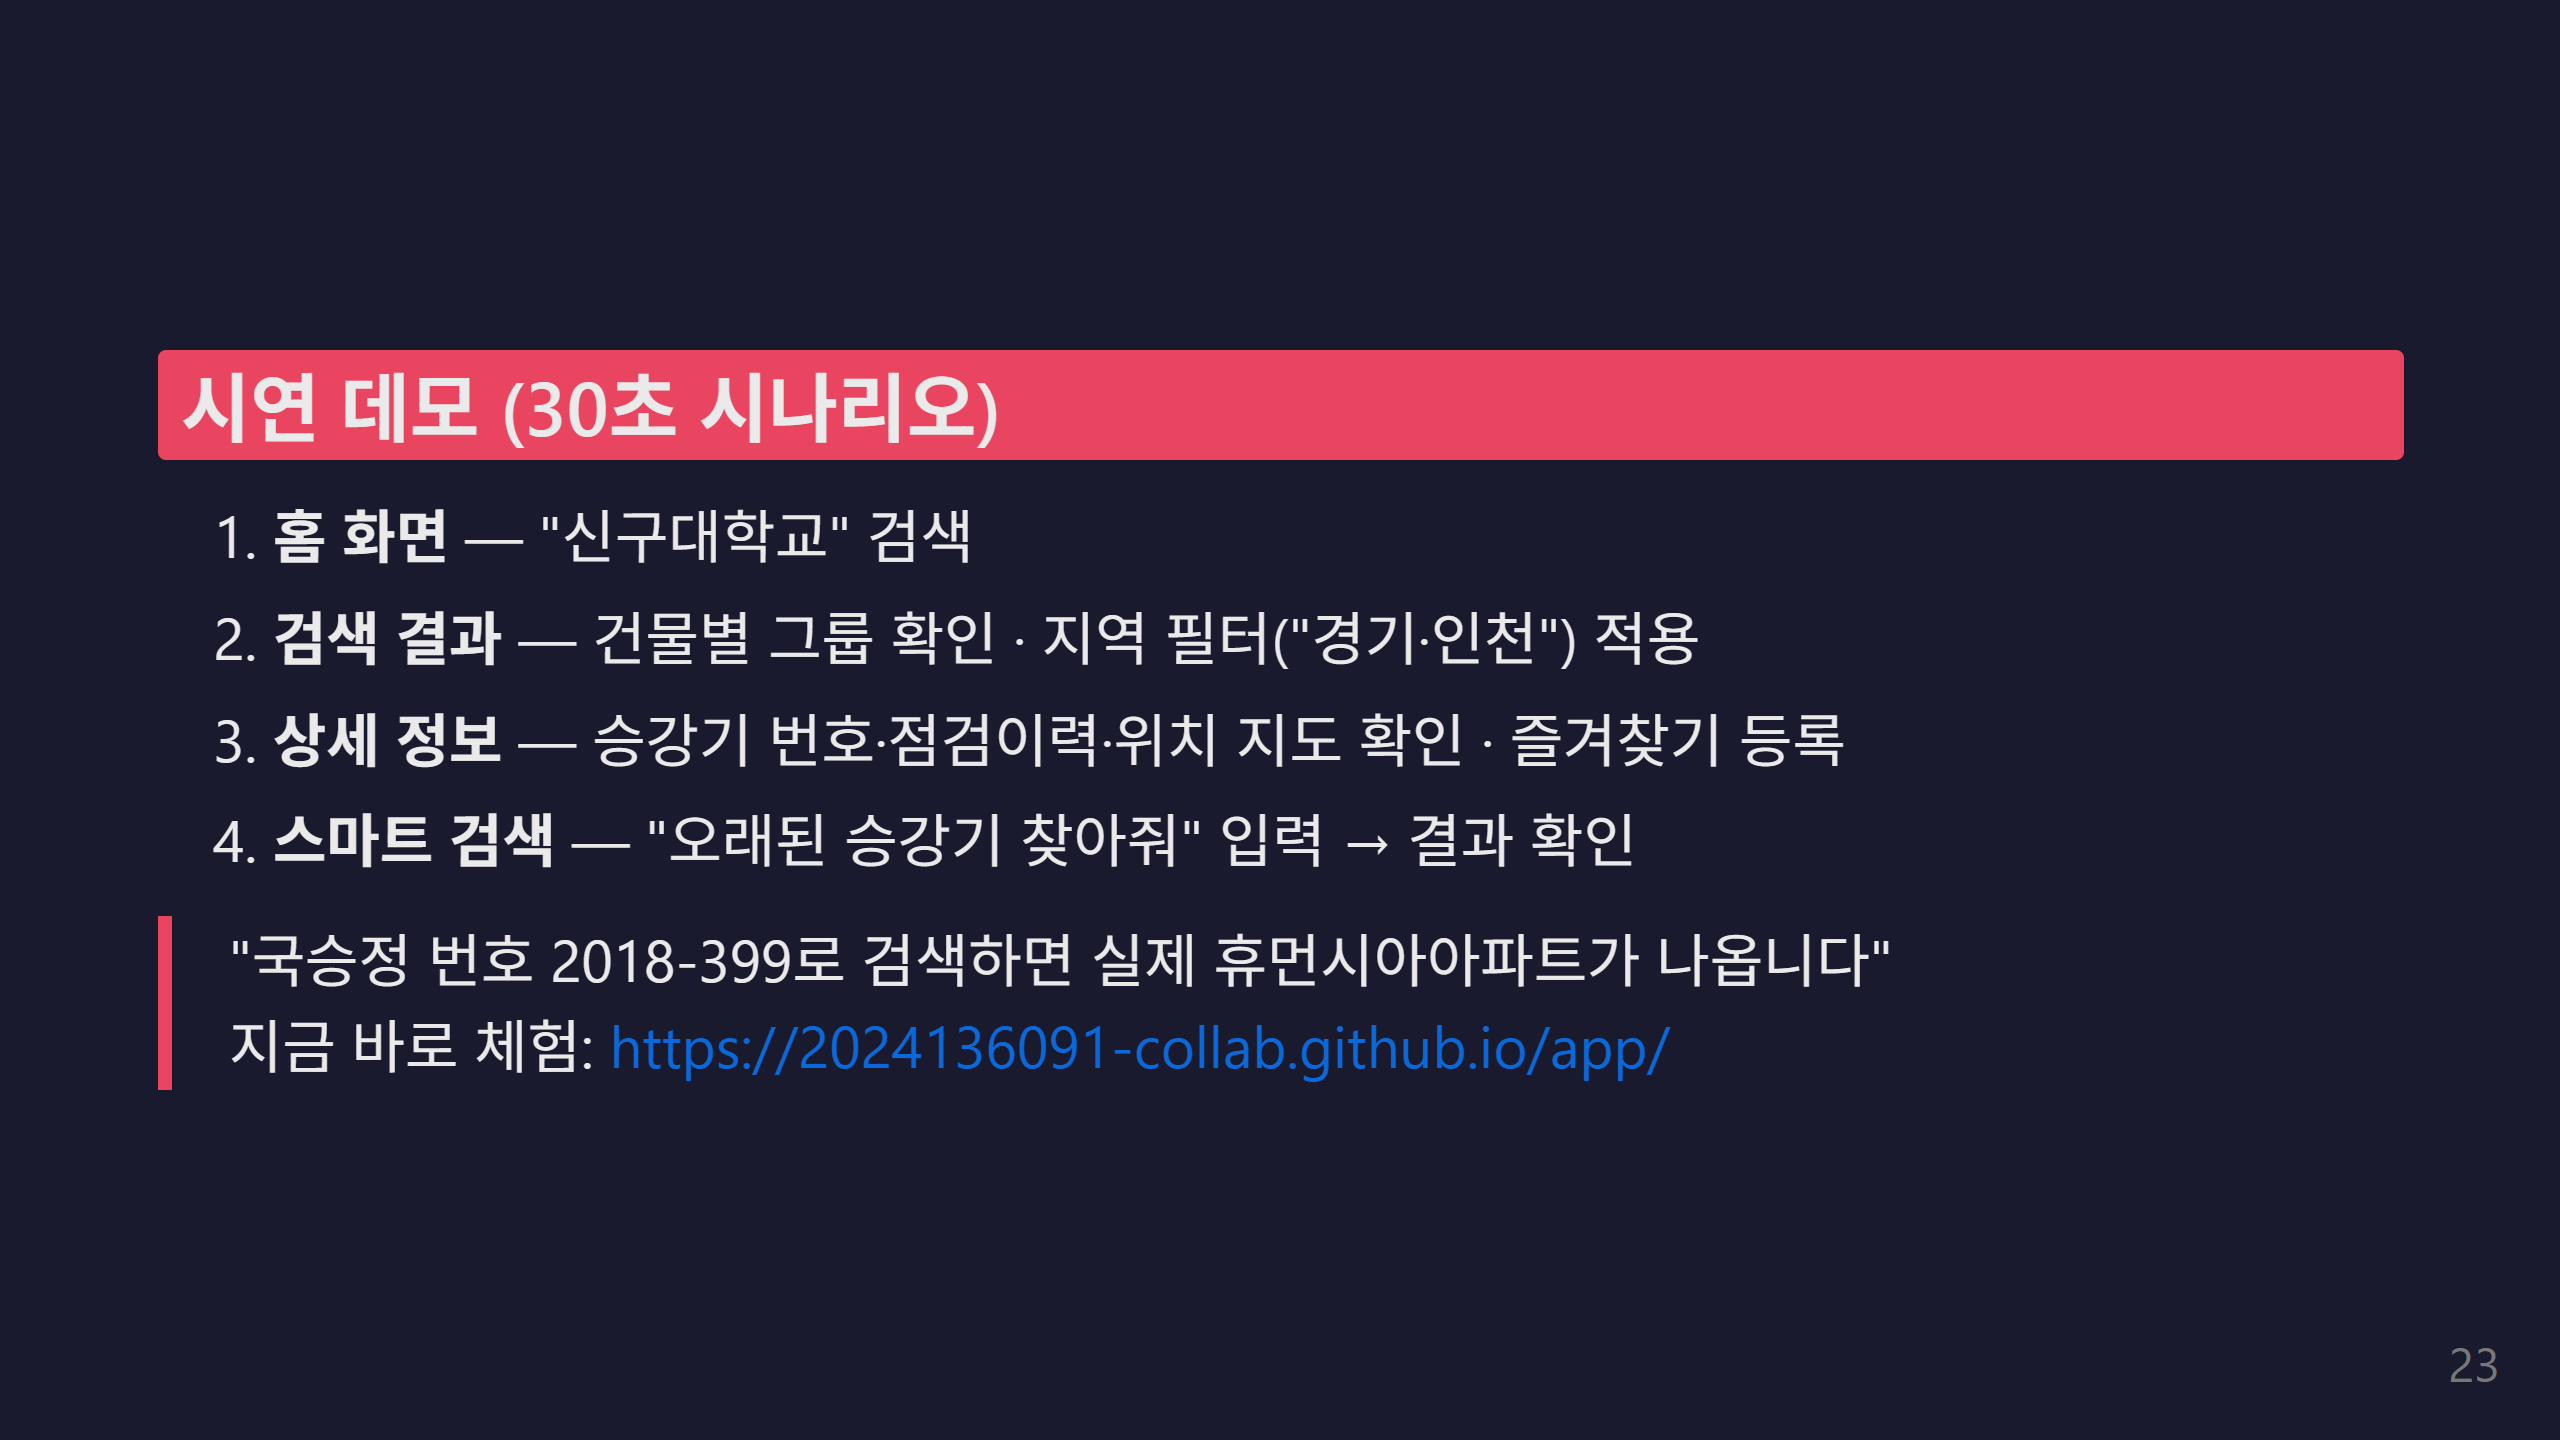 시연 데모 (30초 시나리오)
1. 홈 화면 — "신구대학교" 검색
2. 검색 결과 — 건물별 그룹 확인 · 지역 필터("경기·인천") 적용
3. 상세 정보 — 승강기 번호·점검이력·위치 지도 확인 · 즐겨찾기 등록
4. 스마트 검색 — "오래된 승강기 찾아줘" 입력 → 결과 확인
"국승정 번호 2018-399로 검색하면 실제 휴먼시아아파트가 나옵니다"
지금 바로 체험: https://2024136091-collab.github.io/app/
23